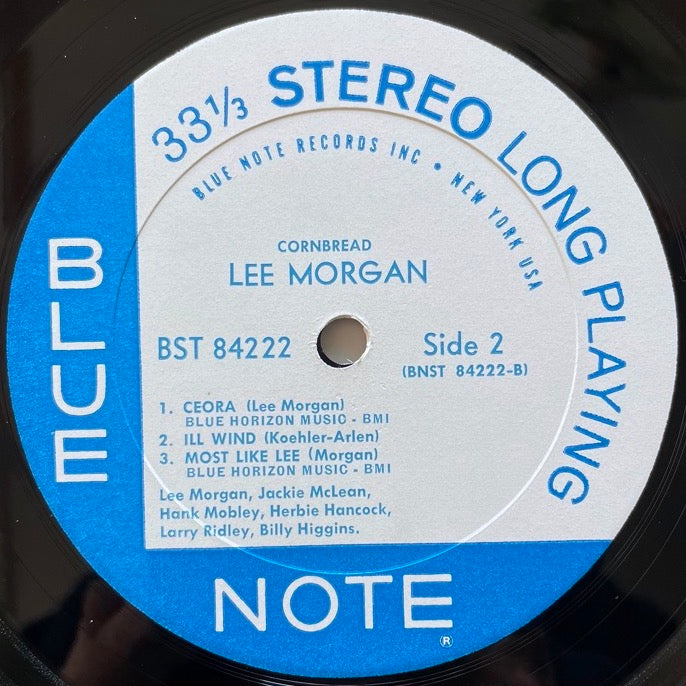 33⅓ STEREO LONG PLAYING
BLUE NOTE RECORDS INC • NEW YORK USA
CORNBREAD
LEE MORGAN
BST 84222
Side 2
(BNST 84222-B)
1. CEORA (Lee Morgan)
BLUE HORIZON MUSIC - BMI
2. ILL WIND (Koehler-Arlen)
3. MOST LIKE LEE (Morgan)
BLUE HORIZON MUSIC - BMI
Lee Morgan, Jackie McLean,
Hank Mobley, Herbie Hancock,
Larry Ridley, Billy Higgins.
BLUE
NOTE
®